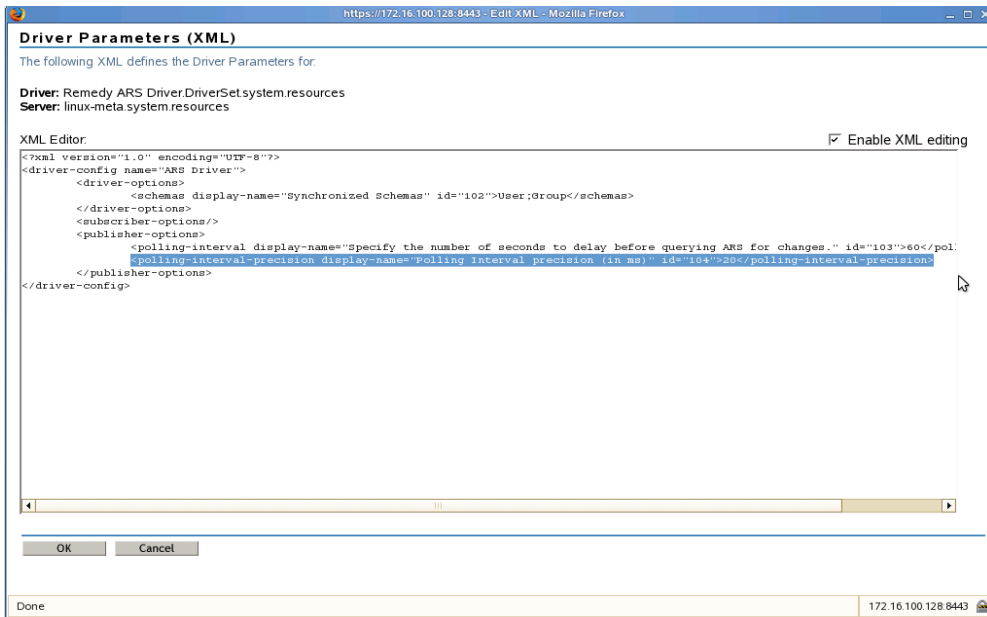 https://172.16.100.128:8443 - Edit XML - Mozilla Firefox
Driver Parameters (XML)
The following XML defines the Driver Parameters for:
Driver: Remedy ARS Driver.DriverSet.system.resources
Server: linux-meta.system.resources
XML Editor: Enable XML editing
<?xml version="1.0" encoding="UTF-8"?>
<driver-config name="ARS Driver">
<driver-options>
<schemas display-name="Synchronized Schemas" id="102">User;Group</schemas>
</driver-options>
<subscriber-options/>
<publisher-options>
<polling-interval display-name="Specify the number of seconds to delay before querying ARS for changes." id="103">60</pol
<polling-interval-precision display-name="Polling Interval precision (in ms)" id="104">20</polling-interval-precision>
</publisher-options>
</driver-config>
OK Cancel
Done 172.16.100.128:8443